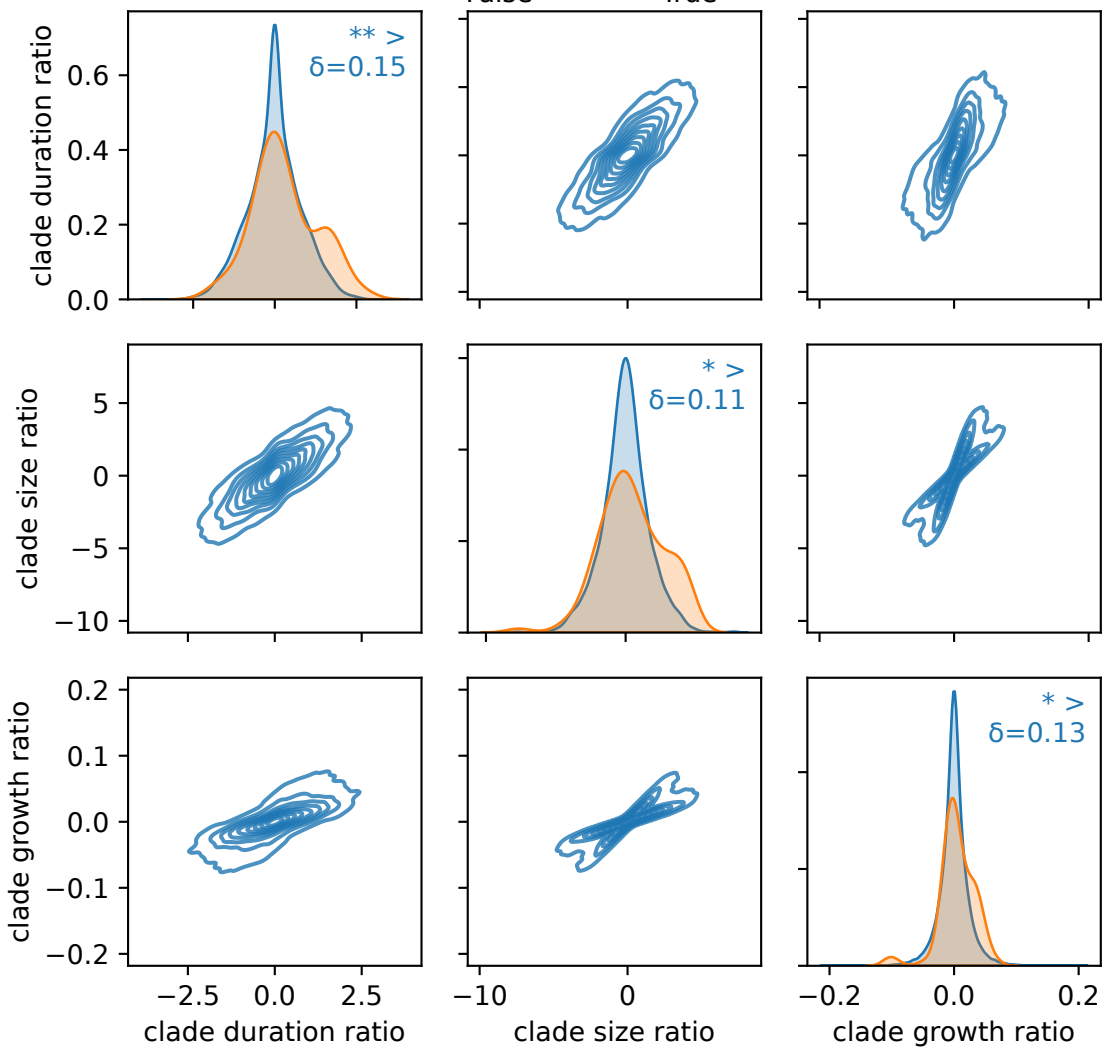 False True
clade duration ratio
0.6
0.4
0.2
0.0
** >
δ=0.15
clade size ratio
5
0
−5
−10
* >
δ=0.11
clade growth ratio
0.2
0.1
0.0
−0.1
−0.2
* >
δ=0.13
−2.5 0.0 2.5
−10 0
−0.2 0.0 0.2
clade duration ratio
clade size ratio
clade growth ratio